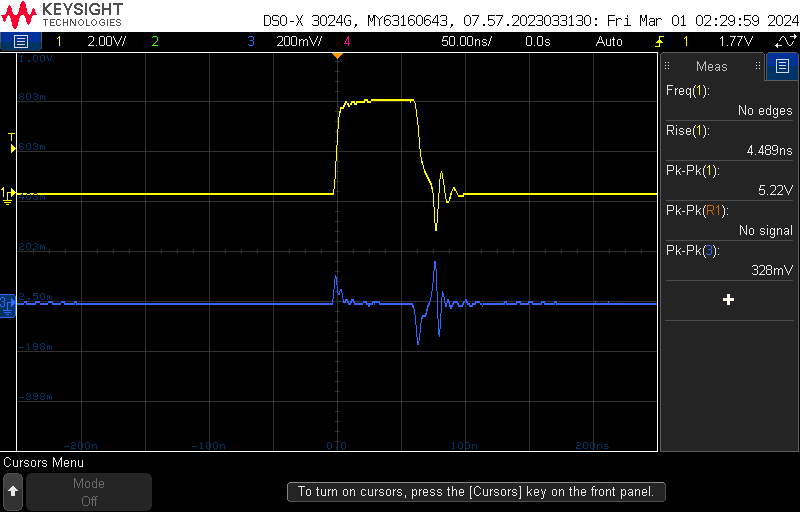 KEYSIGHT
TECHNOLOGIES
DSO-X 3024G, MY63160643, 07.57.2023033130: Fri Mar 01 02:29:59 2024
1 2.00V/ 2 3 200mV/ 4 50.00ns/ 0.0s Auto 1 1.77V
1.00V
803m
603m
403m
203m
2.50m
-198m
-398m
-200n -100n 0.0 100n 200ns
T
1
3
Meas
Freq(1):
No edges
Rise(1):
4.489ns
Pk-Pk(1):
5.22V
Pk-Pk(R1):
No signal
Pk-Pk(3):
328mV
Cursors Menu
Mode
Off
To turn on cursors, press the [Cursors] key on the front panel.